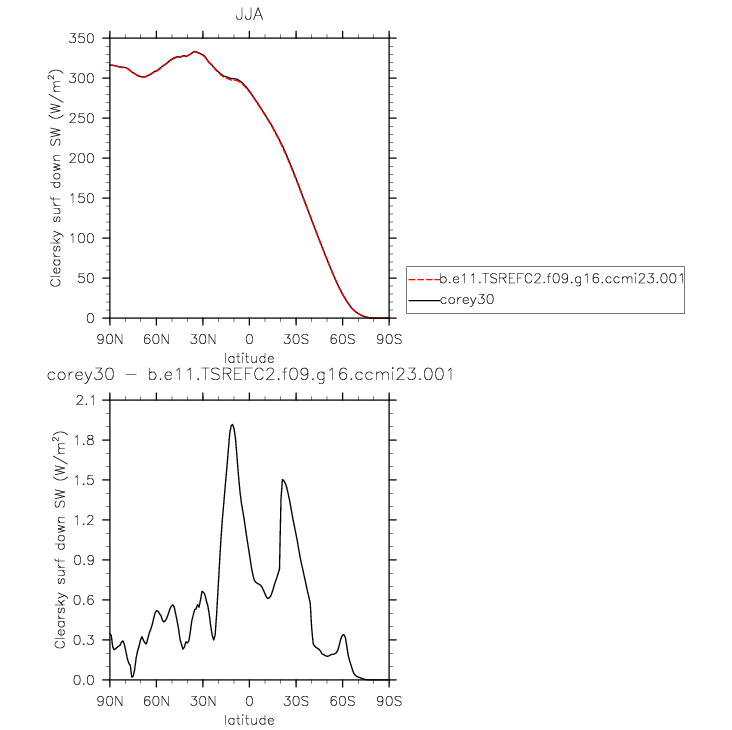 JJA
350
300
250
200
150
100
50
0
Clearsky surf down SW (W/m²)
90N 60N 30N 0 30S 60S 90S
latitude
b.e11.TSREFC2.f09.g16.ccmi23.001
corey30
corey30 − b.e11.TSREFC2.f09.g16.ccmi23.001
2.1
1.8
1.5
1.2
0.9
0.6
0.3
0.0
Clearsky surf down SW (W/m²)
90N 60N 30N 0 30S 60S 90S
latitude